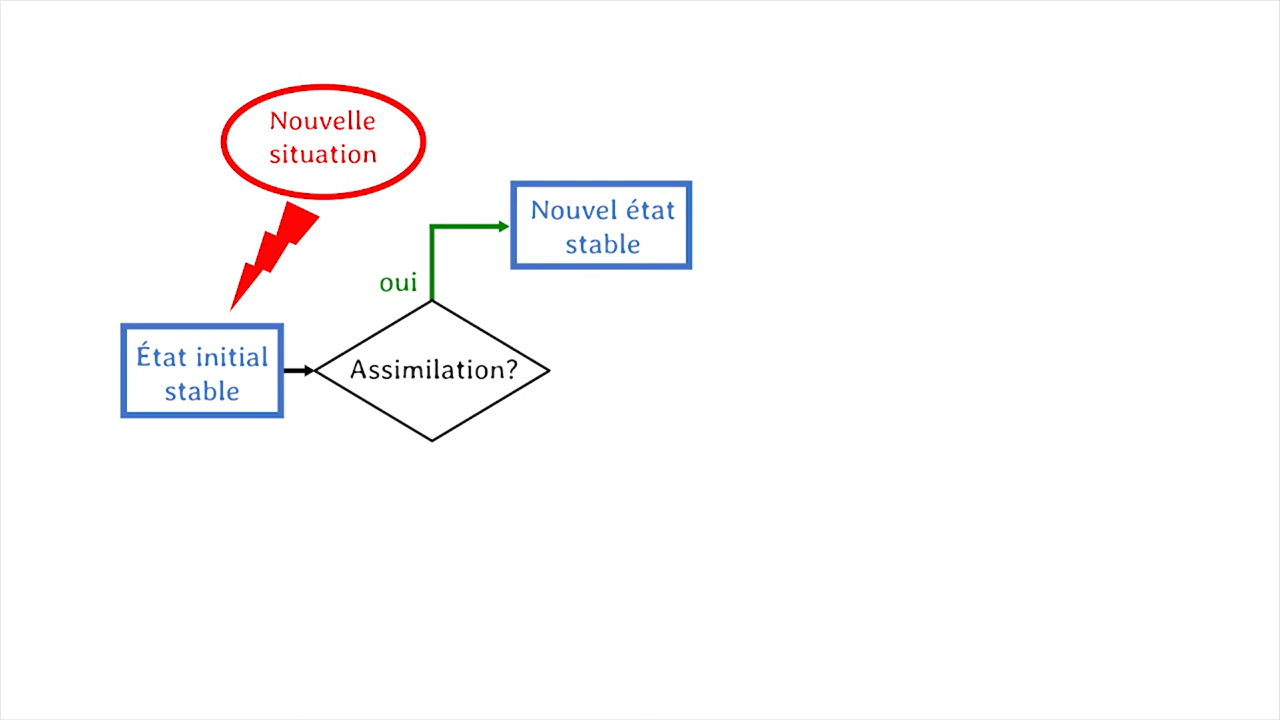 Nouvelle
situation
Nouvel état
stable
oui
État initial
stable
Assimilation?